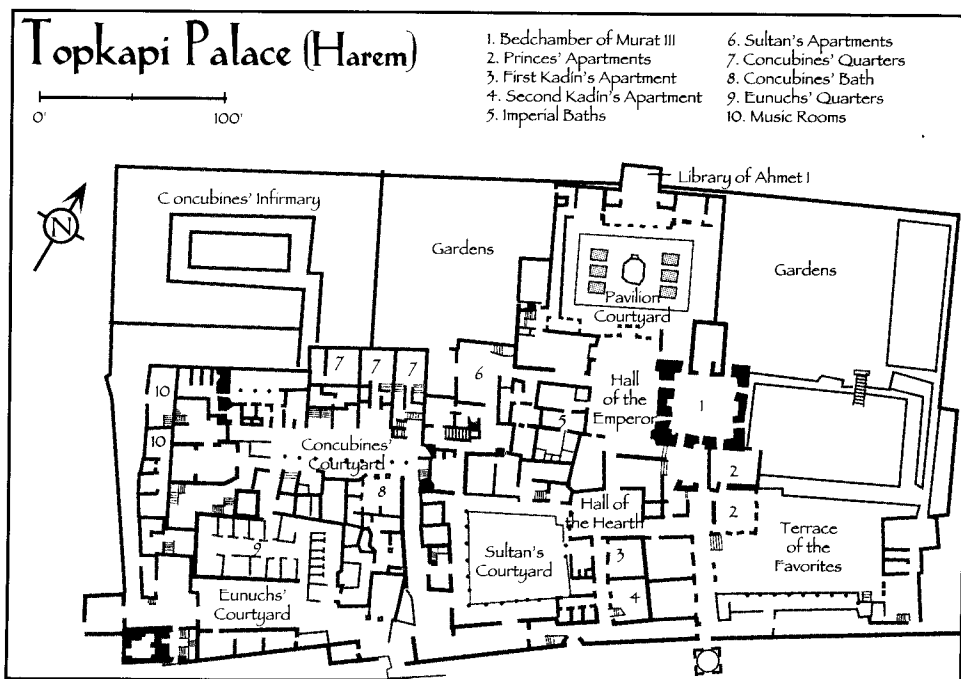 Topkapi Palace (Harem)
0' 100'
1. Bedchamber of Murat III
2. Princes' Apartments
3. First Kadin's Apartment
4. Second Kadin's Apartment
5. Imperial Baths
6. Sultan's Apartments
7. Concubines' Quarters
8. Concubines' Bath
9. Eunuchs' Quarters
10. Music Rooms
N
Library of Ahmet I
Concubines' Infirmary
Gardens
Gardens
Pavilion
Courtyard
7 7 7
6
10
3
Hall
of the
Emperor
1
10
Concubines'
Courtyard
2
8
Hall of
the Hearth
2
Terrace
of the
Favorites
9
Sultan's
Courtyard
3
4
Eunuchs'
Courtyard